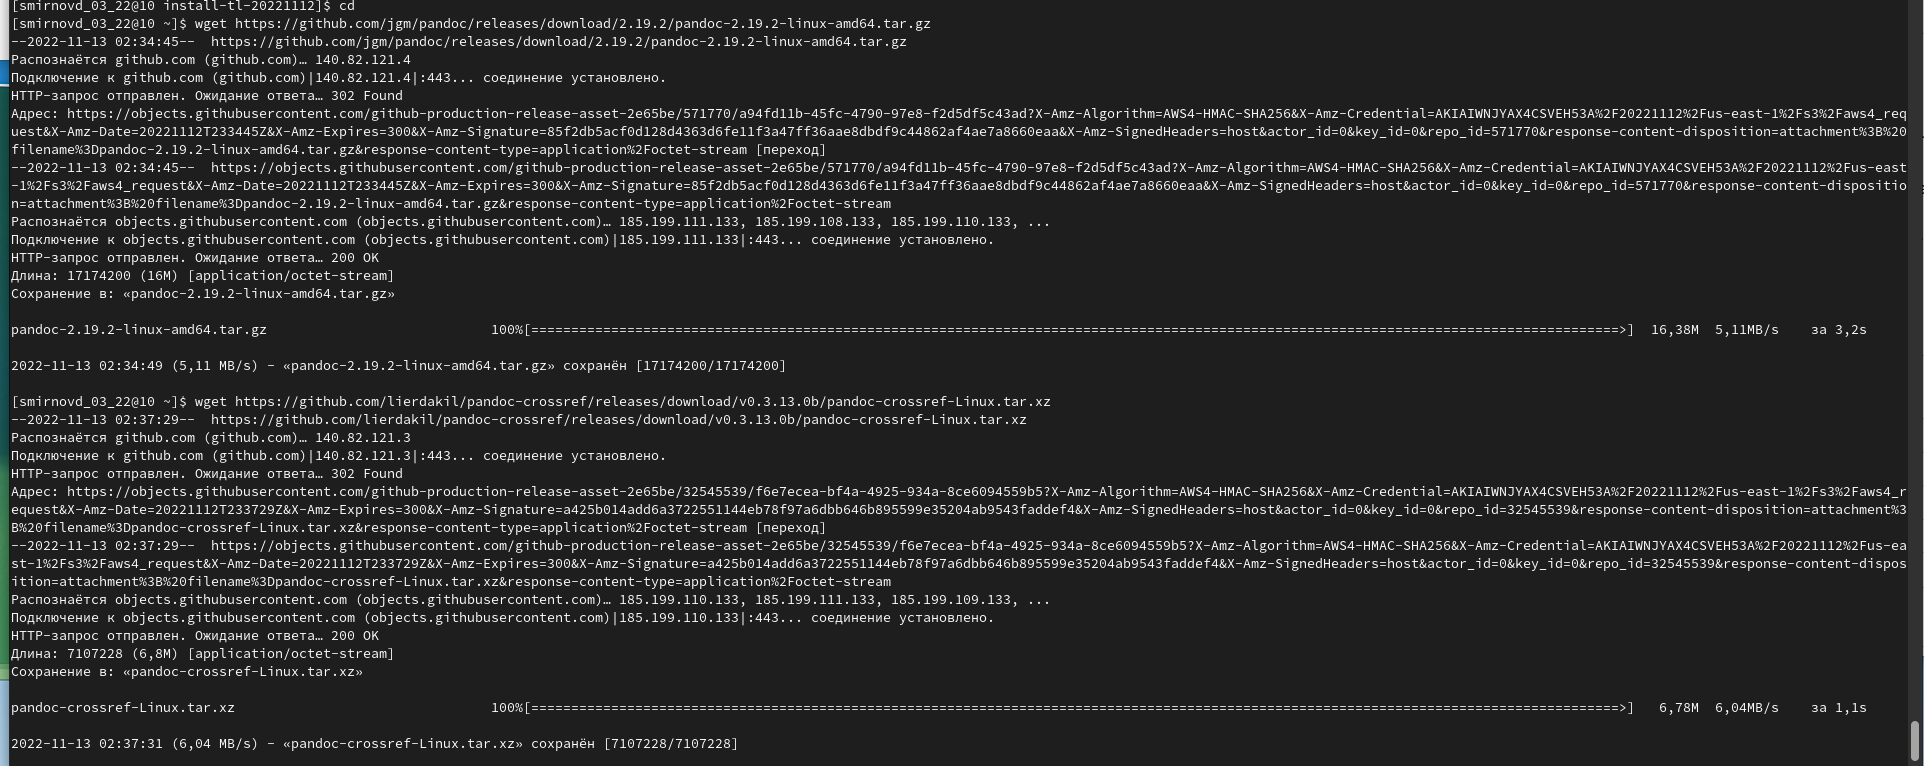 [smirnovd_03_22@10 install-tl-20221112]$ cd
[smirnovd_03_22@10 ~]$ wget https://github.com/jgm/pandoc/releases/download/2.19.2/pandoc-2.19.2-linux-amd64.tar.gz
--2022-11-13 02:34:45--  https://github.com/jgm/pandoc/releases/download/2.19.2/pandoc-2.19.2-linux-amd64.tar.gz
Распознаётся github.com (github.com)… 140.82.121.4
Подключение к github.com (github.com)|140.82.121.4|:443... соединение установлено.
HTTP-запрос отправлен. Ожидание ответа… 302 Found
Адрес: https://objects.githubusercontent.com/github-production-release-asset-2e65be/571770/a94fd11b-45fc-4790-97e8-f2d5df5c43ad?X-Amz-Algorithm=AWS4-HMAC-SHA256&X-Amz-Credential=AKIAIWNJYAX4CSVEH53A%2F20221112%2Fus-east-1%2Fs3%2Faws4_req
uest&X-Amz-Date=20221112T233445Z&X-Amz-Expires=300&X-Amz-Signature=85f2db5acf0d128d4363d6fe11f3a47ff36aae8dbdf9c44862af4ae7a8660eaa&X-Amz-SignedHeaders=host&actor_id=0&key_id=0&repo_id=571770&response-content-disposition=attachment%3B%20
filename%3Dpandoc-2.19.2-linux-amd64.tar.gz&response-content-type=application%2Foctet-stream [переход]
--2022-11-13 02:34:45--  https://objects.githubusercontent.com/github-production-release-asset-2e65be/571770/a94fd11b-45fc-4790-97e8-f2d5df5c43ad?X-Amz-Algorithm=AWS4-HMAC-SHA256&X-Amz-Credential=AKIAIWNJYAX4CSVEH53A%2F20221112%2Fus-east
-1%2Fs3%2Faws4_request&X-Amz-Date=20221112T233445Z&X-Amz-Expires=300&X-Amz-Signature=85f2db5acf0d128d4363d6fe11f3a47ff36aae8dbdf9c44862af4ae7a8660eaa&X-Amz-SignedHeaders=host&actor_id=0&key_id=0&repo_id=571770&response-content-dispositio
n=attachment%3B%20filename%3Dpandoc-2.19.2-linux-amd64.tar.gz&response-content-type=application%2Foctet-stream
Распознаётся objects.githubusercontent.com (objects.githubusercontent.com)… 185.199.111.133, 185.199.108.133, 185.199.110.133, ...
Подключение к objects.githubusercontent.com (objects.githubusercontent.com)|185.199.111.133|:443... соединение установлено.
HTTP-запрос отправлен. Ожидание ответа… 200 OK
Длина: 17174200 (16M) [application/octet-stream]
Сохранение в: «pandoc-2.19.2-linux-amd64.tar.gz»
pandoc-2.19.2-linux-amd64.tar.gz 100%[========================================================================================================================================>] 16,38M 5,11MB/s за 3,2s
2022-11-13 02:34:49 (5,11 MB/s) - «pandoc-2.19.2-linux-amd64.tar.gz» сохранён [17174200/17174200]
[smirnovd_03_22@10 ~]$ wget https://github.com/lierdakil/pandoc-crossref/releases/download/v0.3.13.0b/pandoc-crossref-Linux.tar.xz
--2022-11-13 02:37:29--  https://github.com/lierdakil/pandoc-crossref/releases/download/v0.3.13.0b/pandoc-crossref-Linux.tar.xz
Распознаётся github.com (github.com)… 140.82.121.3
Подключение к github.com (github.com)|140.82.121.3|:443... соединение установлено.
HTTP-запрос отправлен. Ожидание ответа… 302 Found
Адрес: https://objects.githubusercontent.com/github-production-release-asset-2e65be/32545539/f6e7ecea-bf4a-4925-934a-8ce6094559b5?X-Amz-Algorithm=AWS4-HMAC-SHA256&X-Amz-Credential=AKIAIWNJYAX4CSVEH53A%2F20221112%2Fus-east-1%2Fs3%2Faws4_r
equest&X-Amz-Date=20221112T233729Z&X-Amz-Expires=300&X-Amz-Signature=a425b014add6a3722551144eb78f97a6dbb646b895599e35204ab9543faddef4&X-Amz-SignedHeaders=host&actor_id=0&key_id=0&repo_id=32545539&response-content-disposition=attachment%3
B%20filename%3Dpandoc-crossref-Linux.tar.xz&response-content-type=application%2Foctet-stream [переход]
--2022-11-13 02:37:29--  https://objects.githubusercontent.com/github-production-release-asset-2e65be/32545539/f6e7ecea-bf4a-4925-934a-8ce6094559b5?X-Amz-Algorithm=AWS4-HMAC-SHA256&X-Amz-Credential=AKIAIWNJYAX4CSVEH53A%2F20221112%2Fus-ea
st-1%2Fs3%2Faws4_request&X-Amz-Date=20221112T233729Z&X-Amz-Expires=300&X-Amz-Signature=a425b014add6a3722551144eb78f97a6dbb646b895599e35204ab9543faddef4&X-Amz-SignedHeaders=host&actor_id=0&key_id=0&repo_id=32545539&response-content-dispos
ition=attachment%3B%20filename%3Dpandoc-crossref-Linux.tar.xz&response-content-type=application%2Foctet-stream
Распознаётся objects.githubusercontent.com (objects.githubusercontent.com)… 185.199.110.133, 185.199.111.133, 185.199.109.133, ...
Подключение к objects.githubusercontent.com (objects.githubusercontent.com)|185.199.110.133|:443... соединение установлено.
HTTP-запрос отправлен. Ожидание ответа… 200 OK
Длина: 7107228 (6,8M) [application/octet-stream]
Сохранение в: «pandoc-crossref-Linux.tar.xz»
pandoc-crossref-Linux.tar.xz 100%[========================================================================================================================================>] 6,78M 6,04MB/s за 1,1s
2022-11-13 02:37:31 (6,04 MB/s) - «pandoc-crossref-Linux.tar.xz» сохранён [7107228/7107228]